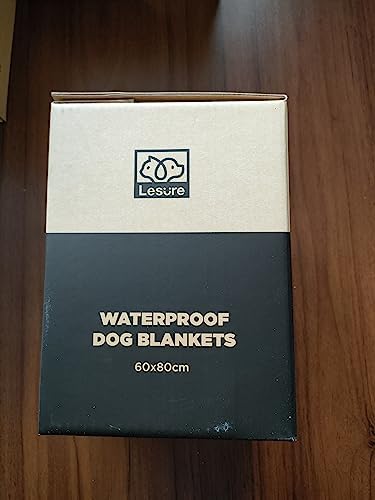 Lesure
WATERPROOF
DOG BLANKETS
60x80cm